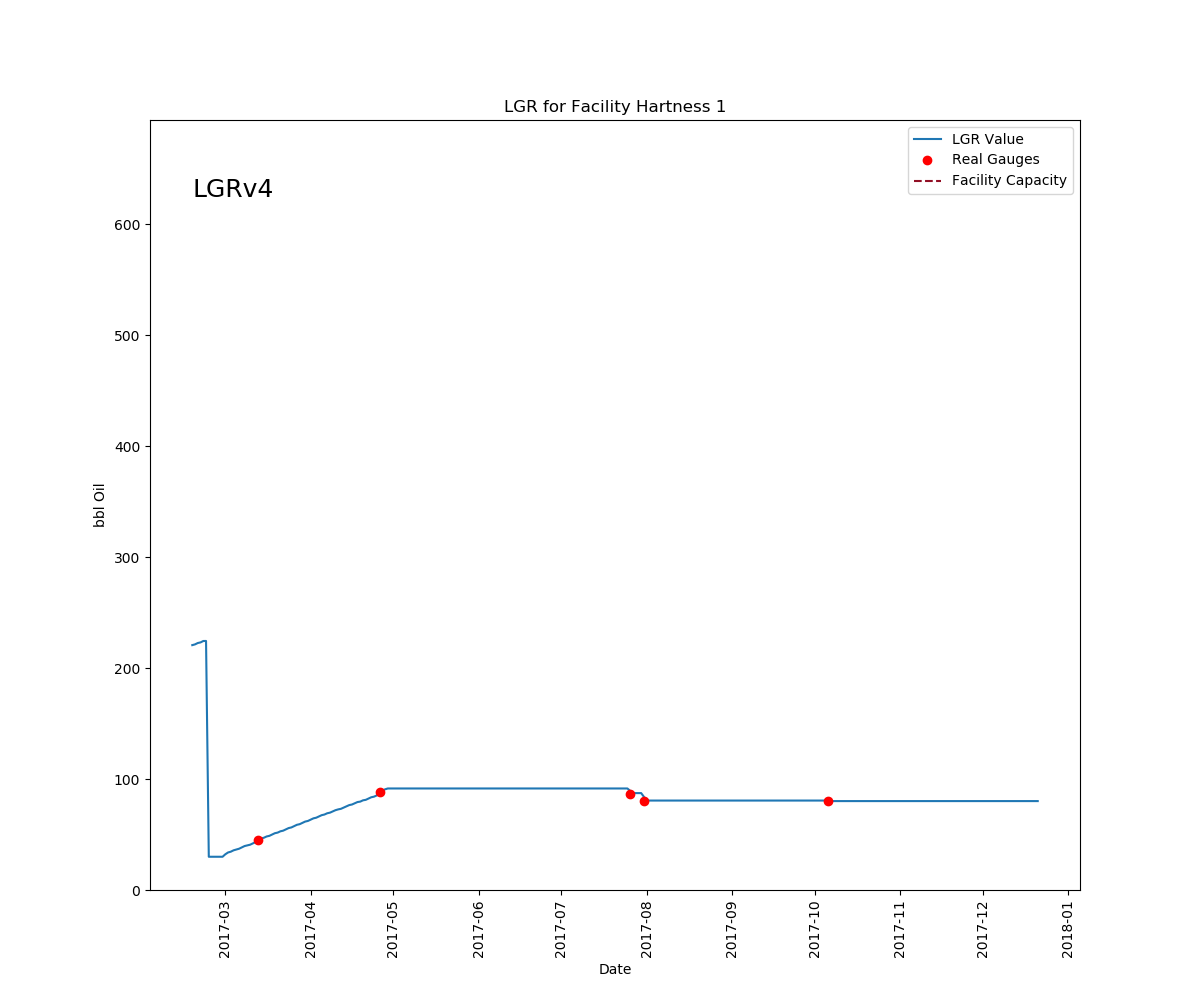 LGR for Facility Hartness 1
LGR Value
Real Gauges
Facility Capacity
LGRv4
600
500
400
300
200
100
0
bbl Oil
2017-03
2017-04
2017-05
2017-06
2017-07
2017-08
2017-09
2017-10
2017-11
2017-12
2018-01
Date